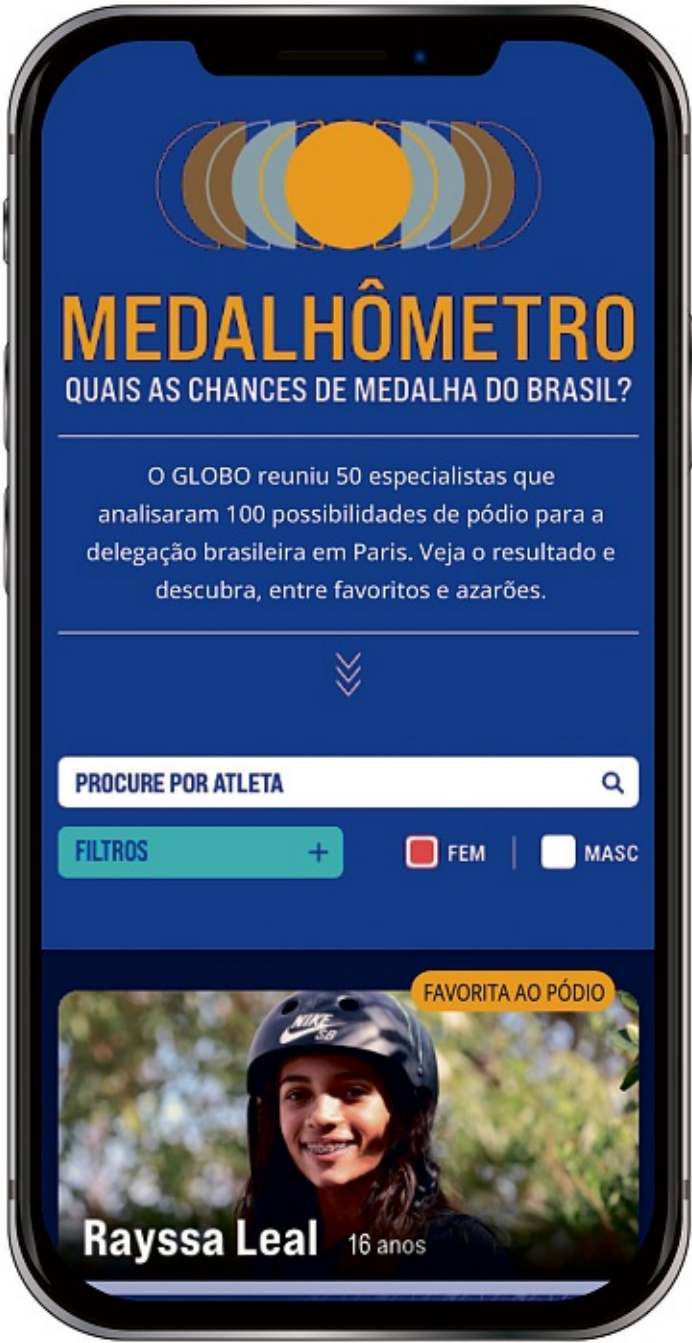 MEDALHÔMETRO
QUAIS AS CHANCES DE MEDALHA DO BRASIL?
O GLOBO reuniu 50 especialistas que
analisaram 100 possibilidades de pódio para a
delegação brasileira em Paris. Veja o resultado e
descubra, entre favoritos e azarões.
PROCURE POR ATLETA
FILTROS +
FEM | MASC
FAVORITA AO PÓDIO
NIKE
SB
Rayssa Leal 16 anos